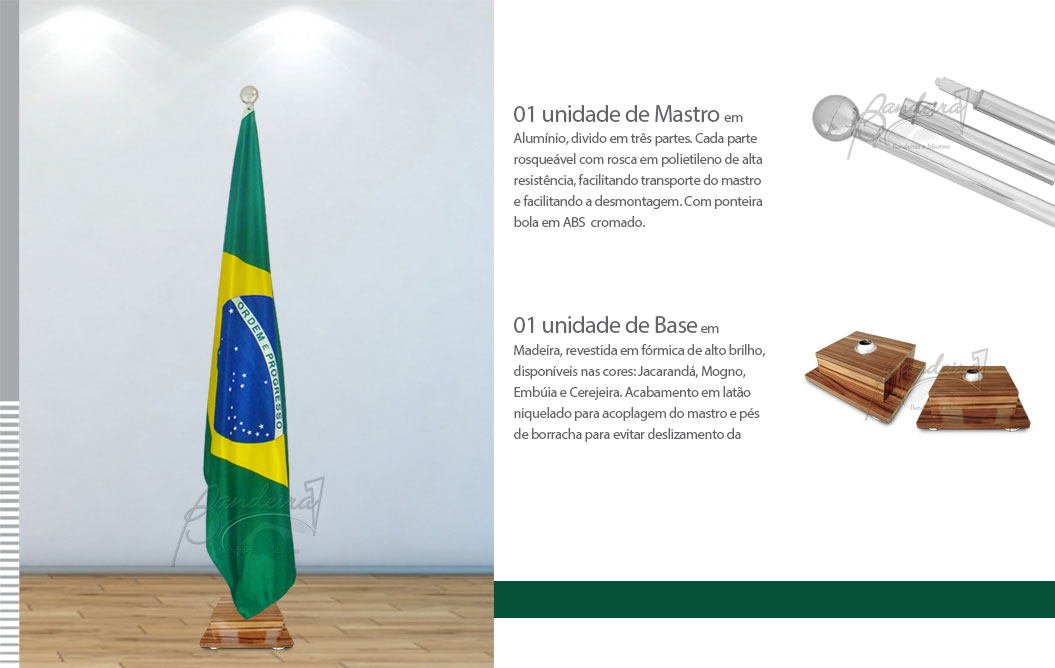 ORDEM E PROGRESSO
Bandeira1
01 unidade de Mastro em
Alumínio, divido em três partes. Cada parte
rosqueável com rosca em polietileno de alta
resistência, facilitando transporte do mastro
e facilitando a desmontagem. Com ponteira
bola em ABS cromado.
Bandeira1
Bandeiras e Mastros
01 unidade de Base em
Madeira, revestida em fórmica de alto brilho,
disponíveis nas cores: Jacarandá, Mogno,
Embúia e Cerejeira. Acabamento em latão
niquelado para acoplagem do mastro e pés
de borracha para evitar deslizamento da
Bandeira1